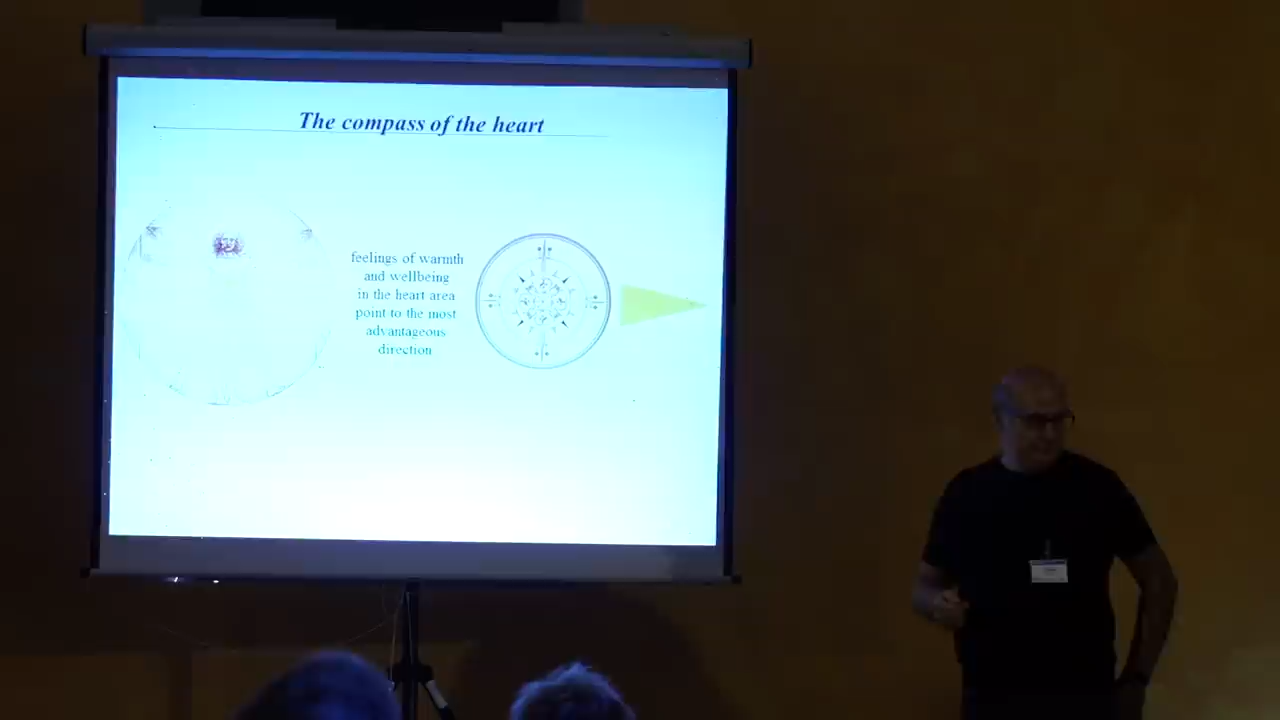 The compass of the heart
feelings of warmth
and wellbeing
in the heart area
point to the most
advantageous
direction